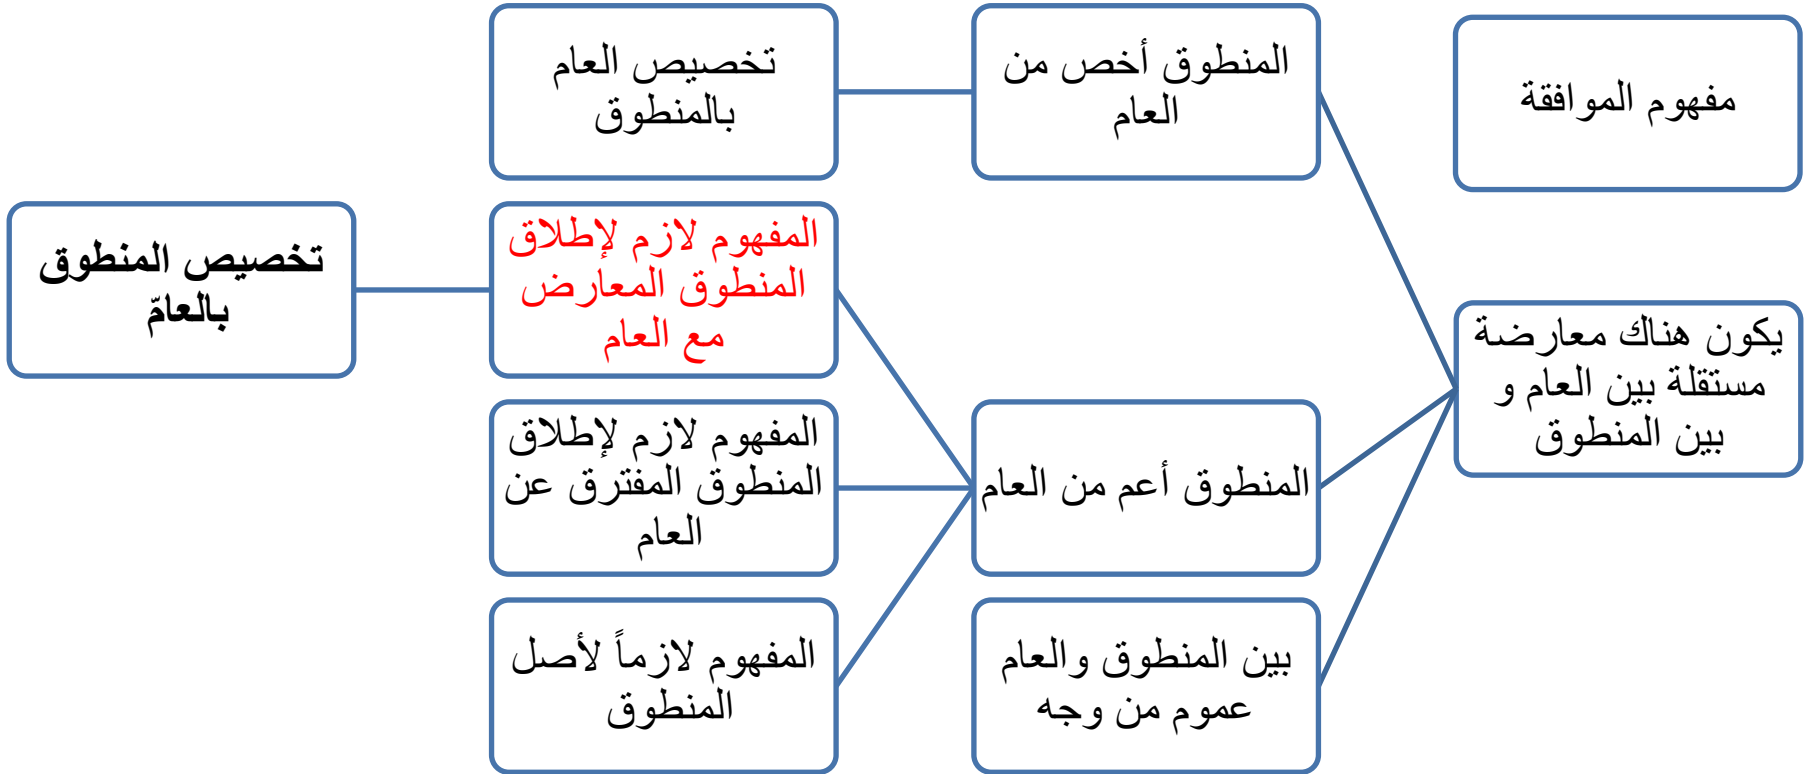 مفهوم الموافقة
يكون هناك معارضة
مستقلة بين العام و
بين المنطوق
المنطوق أخص من
العام
تخصيص العام
بالمنطوق
المنطوق أعم من العام
المفهوم لازم لإطلاق
المنطوق المعارض
مع العام
تخصيص المنطوق
بالعامّ
المفهوم لازم لإطلاق
المنطوق المفترق عن
العام
المفهوم لازماً لأصل
المنطوق
بين المنطوق والعام
عموم من وجه